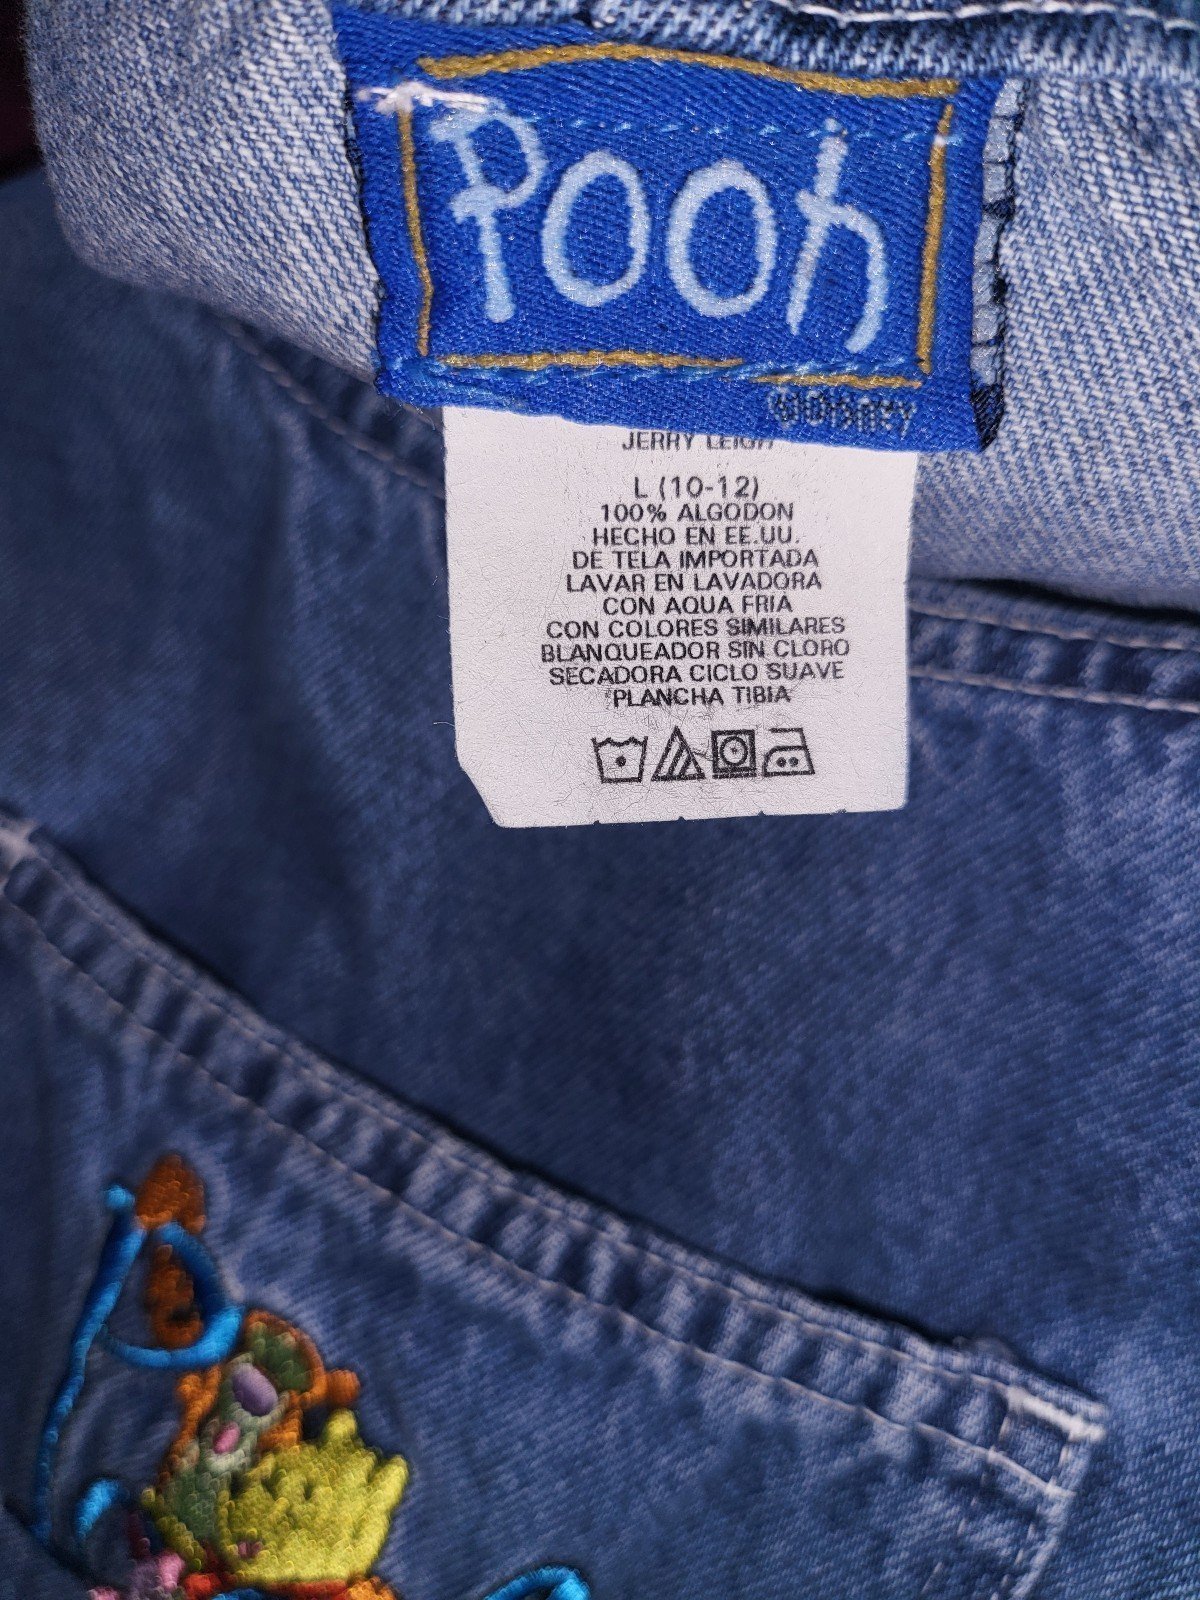 Pooh
©Disney
JERRY LEIGH
L (10-12)
100% ALGODON
HECHO EN EE.UU.
DE TELA IMPORTADA
LAVAR EN LAVADORA
CON AQUA FRIA
CON COLORES SIMILARES
BLANQUEADOR SIN CLORO
SECADORA CICLO SUAVE
PLANCHA TIBIA